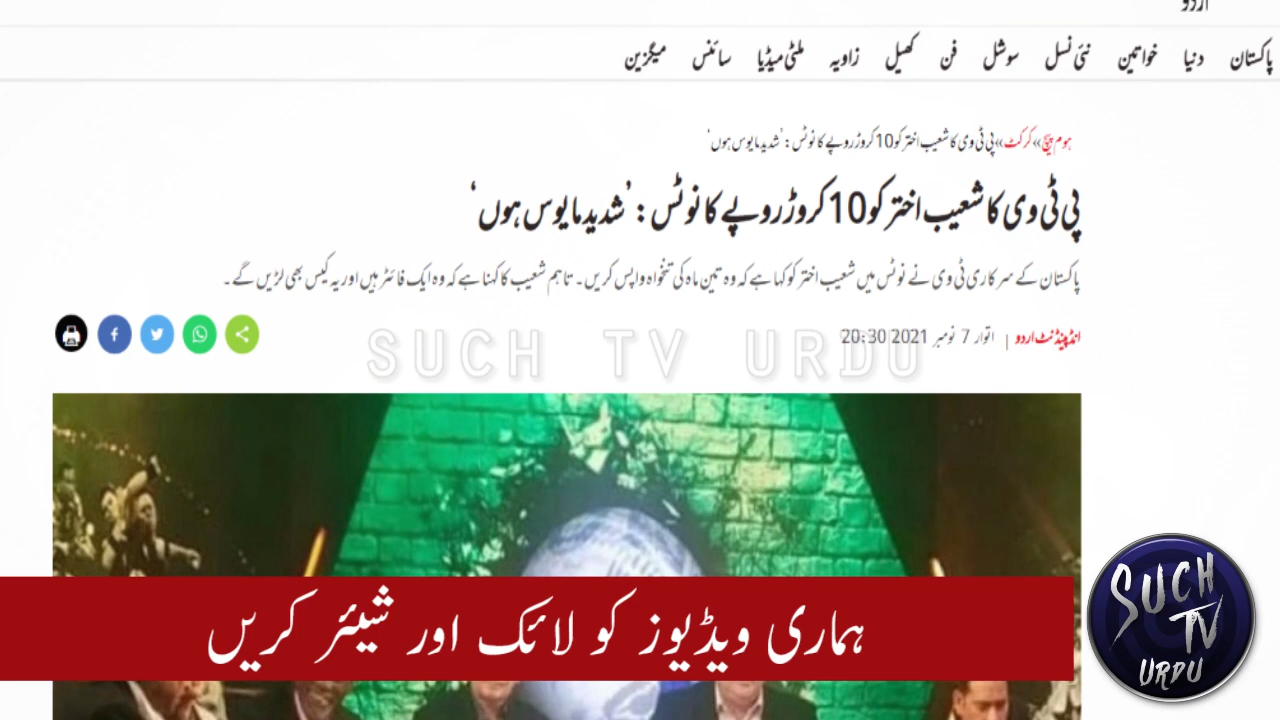 اردو
پاکستان دنیا خواتین نئی نسل سوشل فن کھیل زاویہ ملٹی میڈیا سائنس میگزین
ہوم پیج » کرکٹ » پی ٹی وی کا شعیب اختر کو 10 کروڑ روپے کا نوٹس: ’شدید مایوس ہوں‘
پی ٹی وی کا شعیب اختر کو 10 کروڑ روپے کا نوٹس: ’شدید مایوس ہوں‘
پاکستان کے سرکاری ٹی وی نے نوٹس میں شعیب اختر کو کہا ہے کہ وہ تین ماہ کی تنخواہ واپس کریں۔ تاہم شعیب کا کہنا ہے کہ وہ ایک فائٹر ہیں اور یہ کیس بھی لڑیں گے۔
انڈپینڈنٹ اردو | اتوار 7 نومبر 2021 20:30
SUCH TV URDU
ہماری ویڈیوز کو لائک اور شیئر کریں
SUCH
TV
URDU